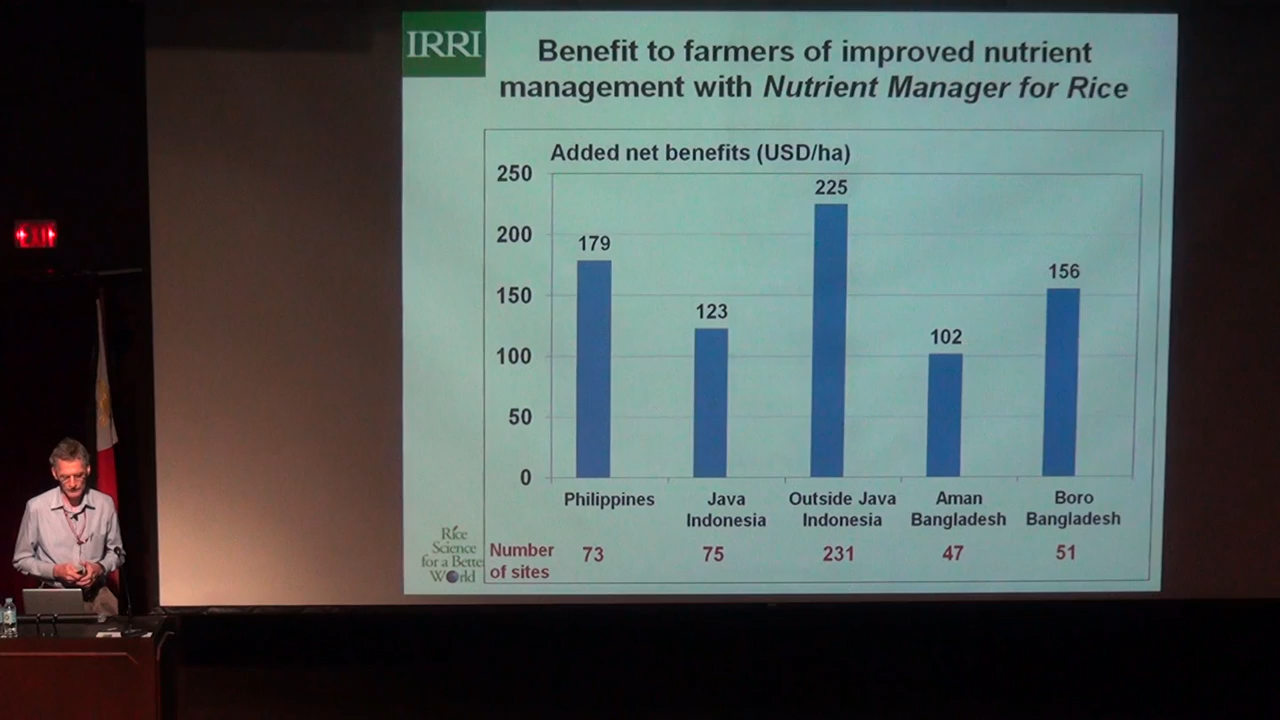 IRRI
Benefit to farmers of improved nutrient
management with Nutrient Manager for Rice
Added net benefits (USD/ha)
250
200
150
100
50
0
179
123
225
102
156
Philippines
Java
Indonesia
Outside Java
Indonesia
Aman
Bangladesh
Boro
Bangladesh
Number
of sites
73
75
231
47
51
Rice
Science
for a Bette
World
EXIT